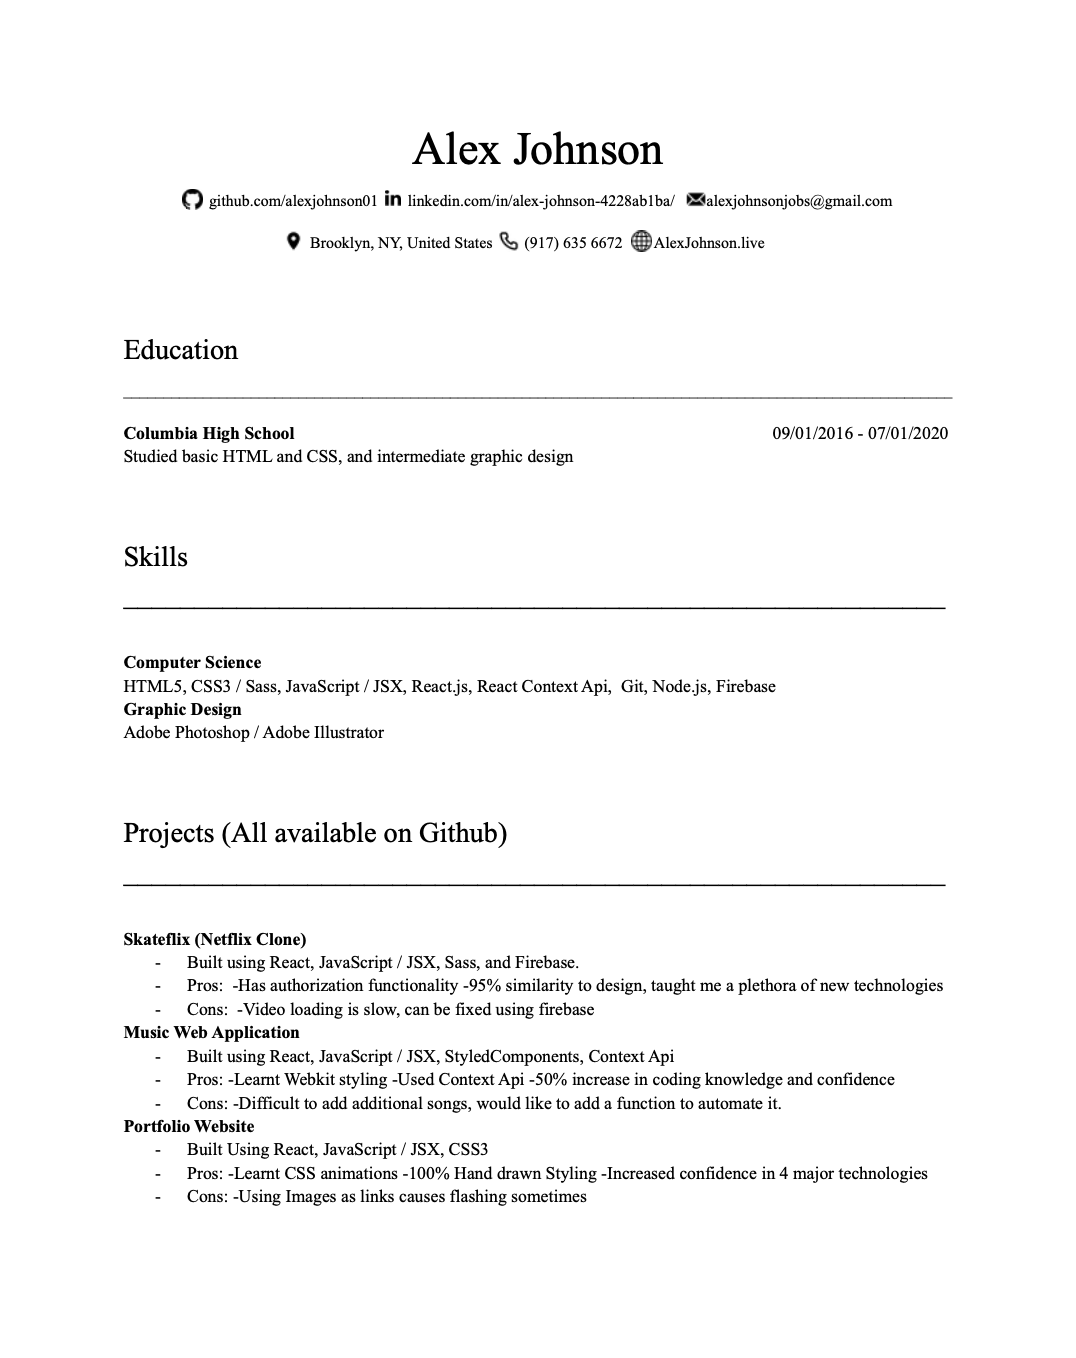 Alex Johnson
github.com/alexjohnson01 linkedin.com/in/alex-johnson-4228ab1ba/ alexjohnsonjobs@gmail.com
Brooklyn, NY, United States (917) 635 6672 AlexJohnson.live
Education
Columbia High School 09/01/2016 - 07/01/2020
Studied basic HTML and CSS, and intermediate graphic design
Skills
Computer Science
HTML5, CSS3 / Sass, JavaScript / JSX, React.js, React Context Api,  Git, Node.js, Firebase
Graphic Design
Adobe Photoshop / Adobe Illustrator
Projects (All available on Github)
Skateflix (Netflix Clone)
- Built using React, JavaScript / JSX, Sass, and Firebase.
- Pros:  -Has authorization functionality -95% similarity to design, taught me a plethora of new technologies
- Cons:  -Video loading is slow, can be fixed using firebase
Music Web Application
- Built using React, JavaScript / JSX, StyledComponents, Context Api
- Pros: -Learnt Webkit styling -Used Context Api -50% increase in coding knowledge and confidence
- Cons: -Difficult to add additional songs, would like to add a function to automate it.
Portfolio Website
- Built Using React, JavaScript / JSX, CSS3
- Pros: -Learnt CSS animations -100% Hand drawn Styling -Increased confidence in 4 major technologies
- Cons: -Using Images as links causes flashing sometimes